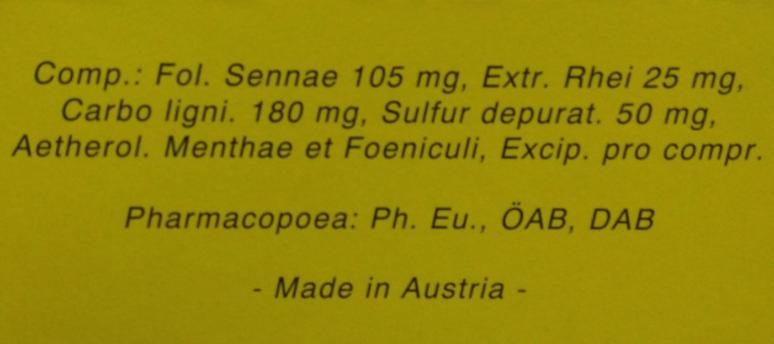 Comp.: Fol. Sennae 105 mg, Extr. Rhei 25 mg,
Carbo ligni. 180 mg, Sulfur depurat. 50 mg,
Aetherol. Menthae et Foeniculi, Excip. pro compr.
Pharmacopoea: Ph. Eu., ÖAB, DAB
- Made in Austria -